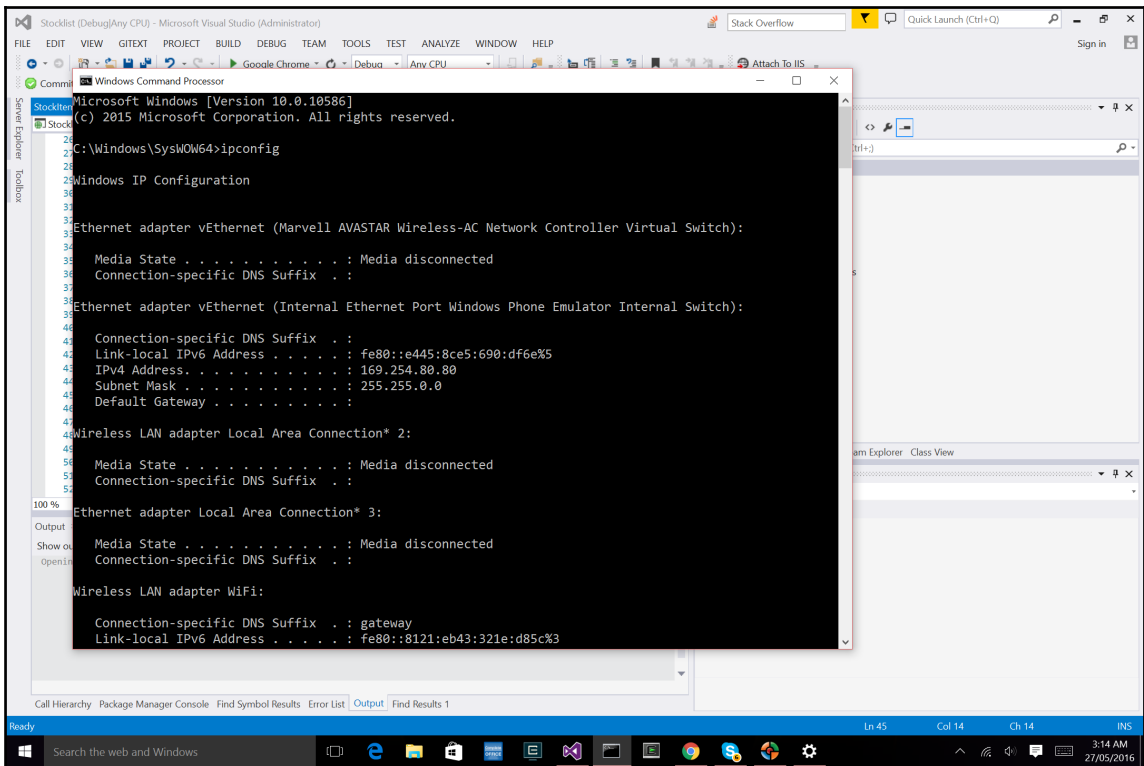 Stocklist (Debug|Any CPU) - Microsoft Visual Studio (Administrator)
Stack Overflow
Quick Launch (Ctrl+Q)
FILE EDIT VIEW GITEXT PROJECT BUILD DEBUG TEAM TOOLS TEST ANALYZE WINDOW HELP
Sign in
Google Chrome Debug Any CPU Attach To IIS
Windows Command Processor
Server Explorer
Toolbox
Microsoft Windows [Version 10.0.10586]
(c) 2015 Microsoft Corporation. All rights reserved.
C:\Windows\SysWOW64>ipconfig
Windows IP Configuration
Ethernet adapter vEthernet (Marvell AVASTAR Wireless-AC Network Controller Virtual Switch):
Media State . . . . . . . . . . . : Media disconnected
Connection-specific DNS Suffix . :
Ethernet adapter vEthernet (Internal Ethernet Port Windows Phone Emulator Internal Switch):
Connection-specific DNS Suffix . :
Link-local IPv6 Address . . . . . : fe80::e445:8ce5:690:df6e%5
IPv4 Address. . . . . . . . . . . : 169.254.80.80
Subnet Mask . . . . . . . . . . . : 255.255.0.0
Default Gateway . . . . . . . . . :
Wireless LAN adapter Local Area Connection* 2:
Media State . . . . . . . . . . . : Media disconnected
Connection-specific DNS Suffix . :
Ethernet adapter Local Area Connection* 3:
Media State . . . . . . . . . . . : Media disconnected
Connection-specific DNS Suffix . :
Wireless LAN adapter WiFi:
Connection-specific DNS Suffix . : gateway
Link-local IPv6 Address . . . . . : fe80::8121:eb43:321e:d85c%3
Explorer Class View
100 %
Output
Call Hierarchy Package Manager Console Find Symbol Results Error List Output Find Results 1
Ready
Ln 45 Col 14 Ch 14 INS
Search the web and Windows
3:14 AM
27/05/2016